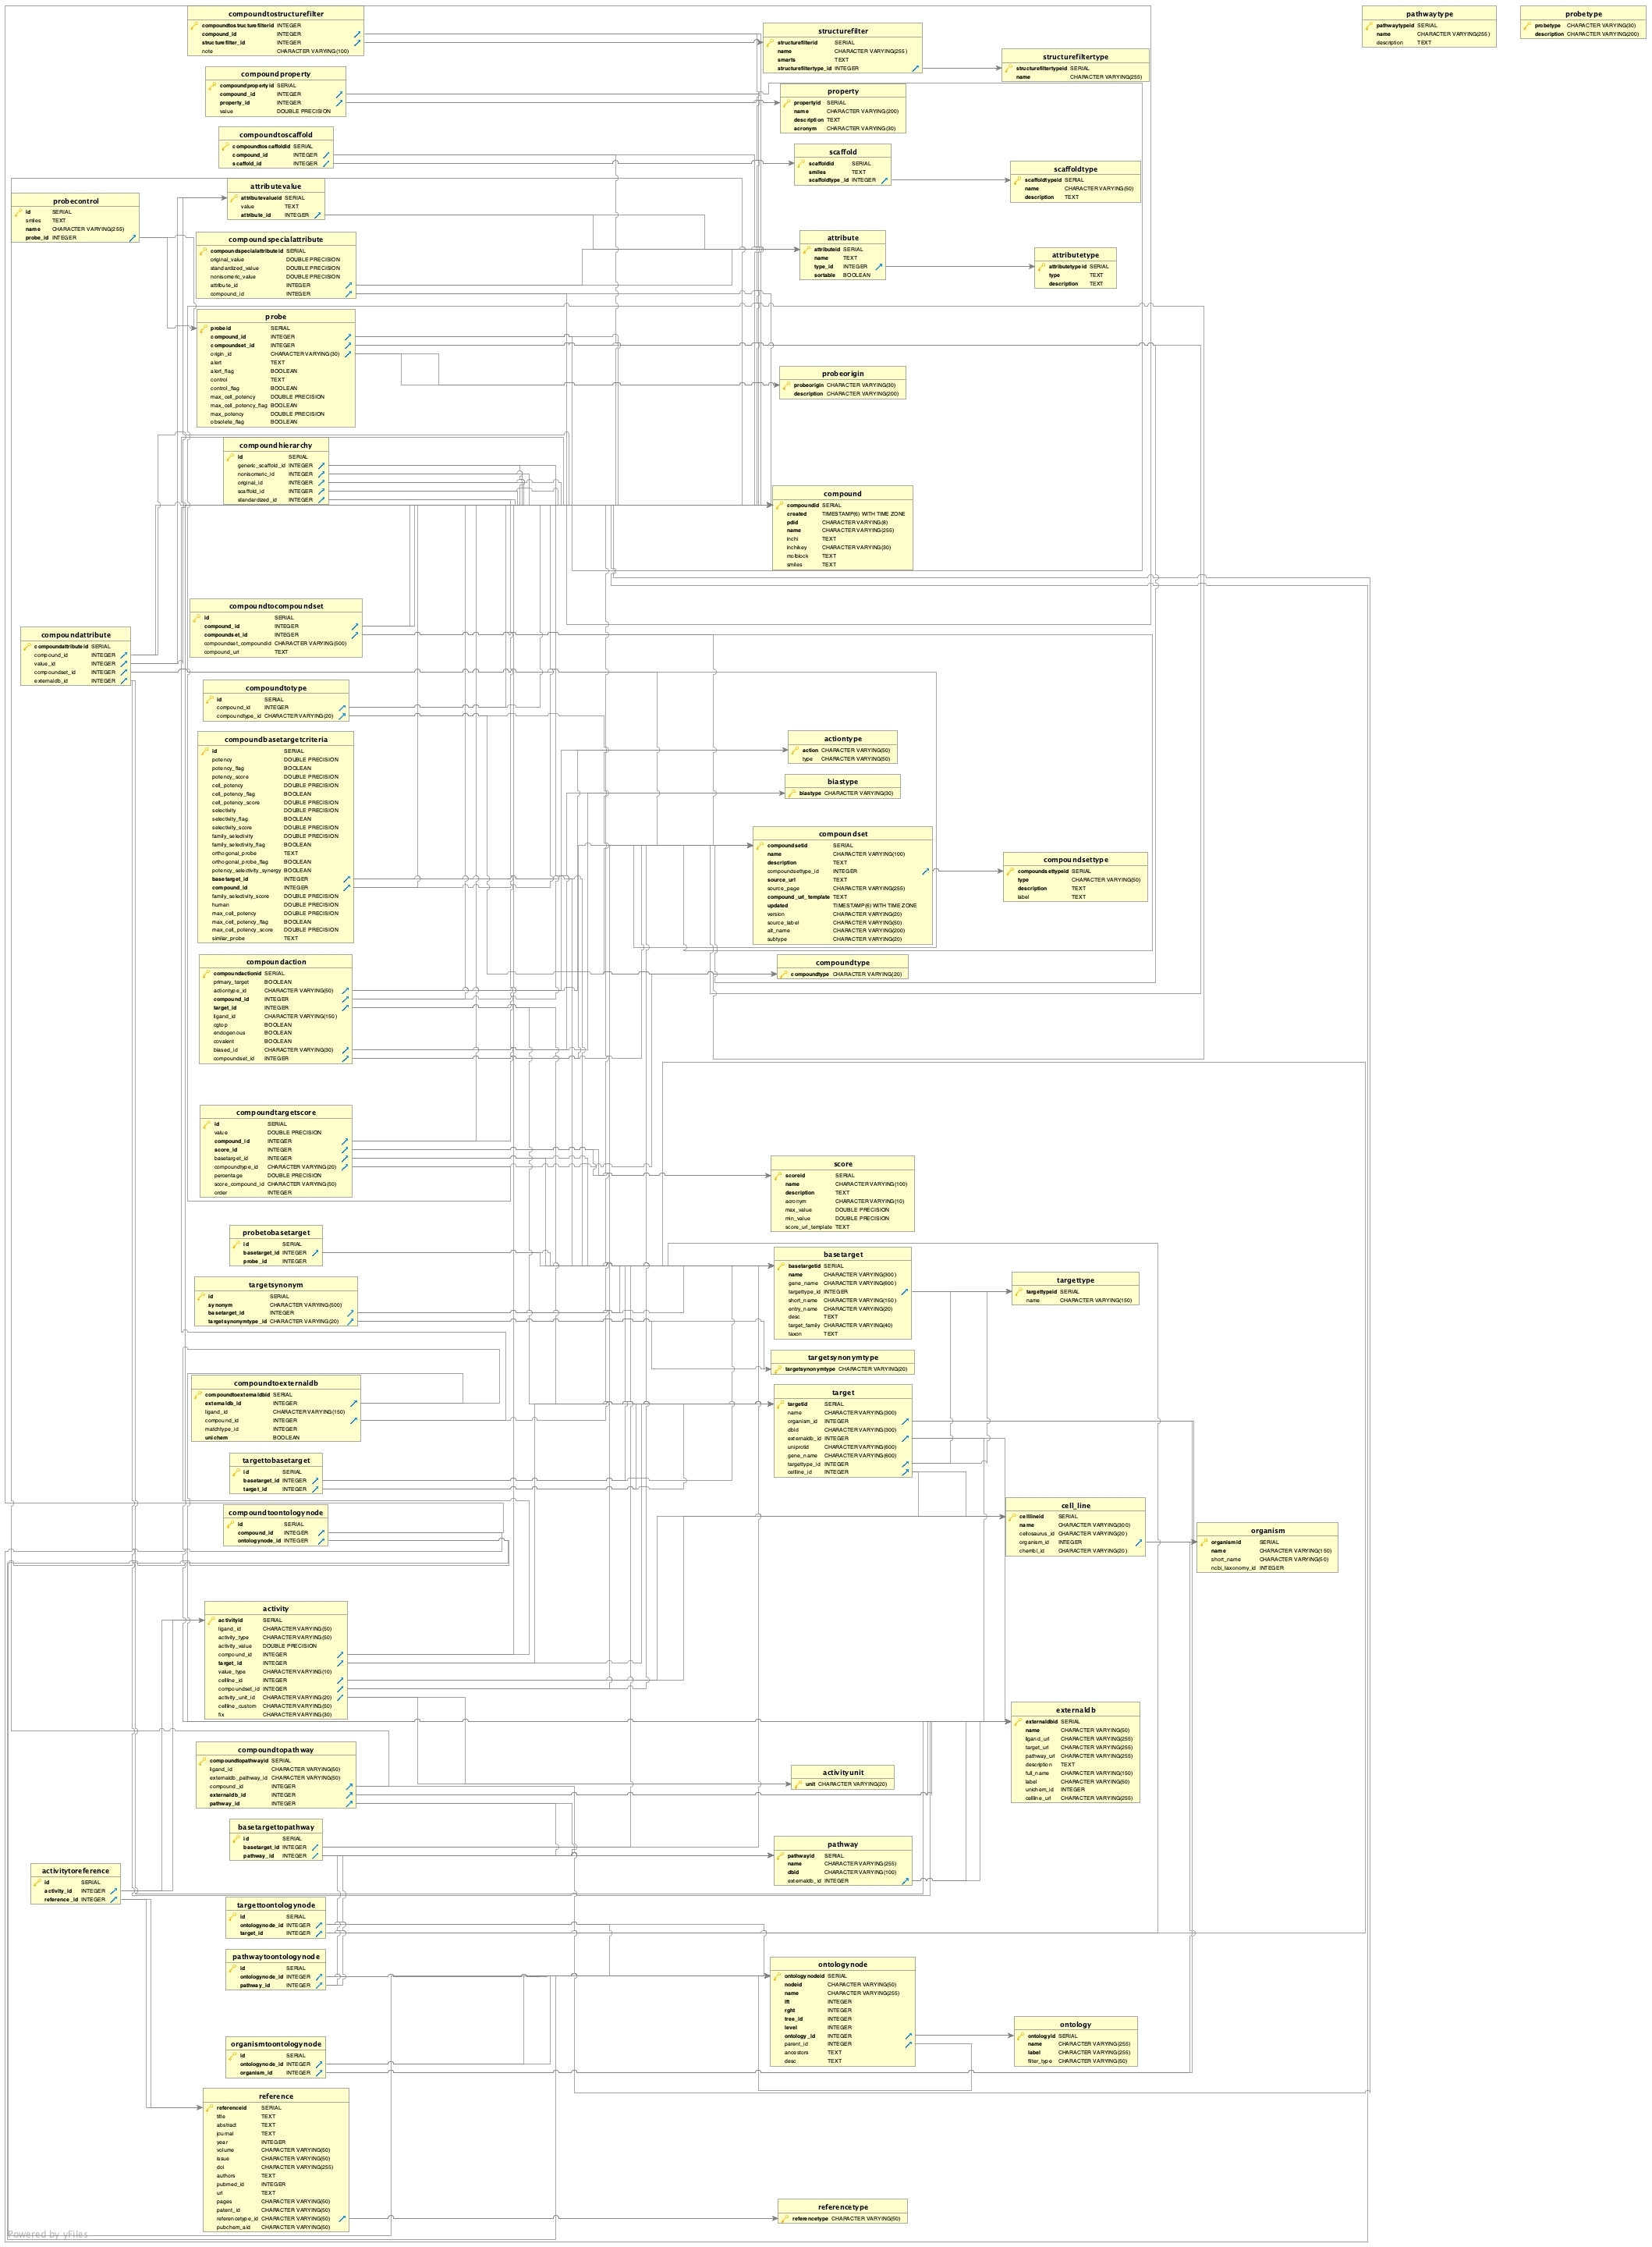 compoundtostructurefilter
compoundtostructurefilterid INTEGER
compound_id INTEGER
structurefilter_id INTEGER
note CHARACTER VARYING(100)
structurefilter
structurefilterid SERIAL
name CHARACTER VARYING(255)
smarts TEXT
structurefiltertype_id INTEGER
structurefiltertype
structurefiltertypeid SERIAL
name CHARACTER VARYING(255)
pathwaytype
pathwaytypeid SERIAL
name CHARACTER VARYING(255)
description TEXT
probetype
probetype CHARACTER VARYING(30)
description CHARACTER VARYING(200)
compoundproperty
compoundpropertyid SERIAL
compound_id INTEGER
property_id INTEGER
value DOUBLE PRECISION
property
propertyid SERIAL
name CHARACTER VARYING(200)
description TEXT
acronym CHARACTER VARYING(30)
compoundtoscaffold
compoundtoscaffoldid SERIAL
compound_id INTEGER
scaffold_id INTEGER
scaffold
scaffoldid SERIAL
smiles TEXT
scaffoldtype_id INTEGER
scaffoldtype
scaffoldtypeid SERIAL
name CHARACTER VARYING(50)
description TEXT
probecontrol
id SERIAL
smiles TEXT
name CHARACTER VARYING(255)
probe_id INTEGER
attributevalue
attributevalueid SERIAL
value TEXT
attribute_id INTEGER
compoundspecialattribute
compoundspecialattributeid SERIAL
original_value DOUBLE PRECISION
standardized_value DOUBLE PRECISION
nonisomeric_value DOUBLE PRECISION
attribute_id INTEGER
compound_id INTEGER
attribute
attributeid SERIAL
name TEXT
type_id INTEGER
sortable BOOLEAN
attributetype
attributetypeid SERIAL
type TEXT
description TEXT
probe
probeid SERIAL
compound_id INTEGER
compoundset_id INTEGER
origin_id CHARACTER VARYING(30)
alert TEXT
alert_flag BOOLEAN
control TEXT
control_flag BOOLEAN
max_cell_potency DOUBLE PRECISION
max_cell_potency_flag BOOLEAN
max_potency DOUBLE PRECISION
obsolete_flag BOOLEAN
probeorigin
probeorigin CHARACTER VARYING(30)
description CHARACTER VARYING(200)
compoundhierarchy
id SERIAL
generic_scaffold_id INTEGER
nonisomeric_id INTEGER
original_id INTEGER
scaffold_id INTEGER
standardized_id INTEGER
compound
compoundid SERIAL
created TIMESTAMP(6) WITH TIME ZONE
pdid CHARACTER VARYING(8)
name CHARACTER VARYING(255)
inchi TEXT
inchikey CHARACTER VARYING(30)
molblock TEXT
smiles TEXT
compoundtocompoundset
id SERIAL
compound_id INTEGER
compoundset_id INTEGER
compoundset_compoundid CHARACTER VARYING(500)
compound_url TEXT
compoundattribute
compoundattributeid SERIAL
compound_id INTEGER
value_id INTEGER
compoundset_id INTEGER
externaldb_id INTEGER
compoundtotype
id SERIAL
compound_id INTEGER
compoundtype_id CHARACTER VARYING(20)
compoundbasetargetcriteria
id SERIAL
potency DOUBLE PRECISION
potency_flag BOOLEAN
potency_score DOUBLE PRECISION
cell_potency DOUBLE PRECISION
cell_potency_flag BOOLEAN
cell_potency_score DOUBLE PRECISION
selectivity DOUBLE PRECISION
selectivity_flag BOOLEAN
selectivity_score DOUBLE PRECISION
family_selectivity DOUBLE PRECISION
family_selectivity_flag BOOLEAN
orthogonal_probe TEXT
orthogonal_probe_flag BOOLEAN
potency_selectivity_synergy BOOLEAN
basetarget_id INTEGER
compound_id INTEGER
family_selectivity_score DOUBLE PRECISION
human DOUBLE PRECISION
max_cell_potency DOUBLE PRECISION
max_cell_potency_flag BOOLEAN
max_cell_potency_score DOUBLE PRECISION
similar_probe TEXT
actiontype
action CHARACTER VARYING(50)
type CHARACTER VARYING(50)
biastype
biastype CHARACTER VARYING(30)
compoundset
compoundsetid SERIAL
name CHARACTER VARYING(100)
description TEXT
compoundsettype_id INTEGER
source_url TEXT
source_page CHARACTER VARYING(255)
compound_url_template TEXT
updated TIMESTAMP(6) WITH TIME ZONE
version CHARACTER VARYING(20)
source_label CHARACTER VARYING(50)
alt_name CHARACTER VARYING(200)
subtype CHARACTER VARYING(20)
compoundsettype
compoundsettypeid SERIAL
type CHARACTER VARYING(50)
description TEXT
label TEXT
compoundtype
compoundtype CHARACTER VARYING(20)
compoundaction
compoundactionid SERIAL
primary_target BOOLEAN
actiontype_id CHARACTER VARYING(50)
compound_id INTEGER
target_id INTEGER
ligand_id CHARACTER VARYING(150)
cgtop BOOLEAN
endogenous BOOLEAN
covalent BOOLEAN
biased_id CHARACTER VARYING(30)
compoundset_id INTEGER
compoundtargetscore
id SERIAL
value DOUBLE PRECISION
compound_id INTEGER
score_id INTEGER
basetarget_id INTEGER
compoundtype_id CHARACTER VARYING(20)
percentage DOUBLE PRECISION
score_compound_id CHARACTER VARYING(50)
order INTEGER
score
scoreid SERIAL
name CHARACTER VARYING(100)
description TEXT
acronym CHARACTER VARYING(10)
max_value DOUBLE PRECISION
min_value DOUBLE PRECISION
score_url_template TEXT
probetobasetarget
id SERIAL
basetarget_id INTEGER
probe_id INTEGER
basetarget
basetargetid SERIAL
name CHARACTER VARYING(300)
gene_name CHARACTER VARYING(600)
targettype_id INTEGER
short_name CHARACTER VARYING(150)
entry_name CHARACTER VARYING(20)
desc TEXT
target_family CHARACTER VARYING(40)
taxon TEXT
targettype
targettypeid SERIAL
name CHARACTER VARYING(150)
targetsynonym
id SERIAL
synonym CHARACTER VARYING(500)
basetarget_id INTEGER
targetsynonymtype_id CHARACTER VARYING(20)
targetsynonymtype
targetsynonymtype CHARACTER VARYING(20)
compoundtoexternaldb
compoundtoexternaldbid SERIAL
externaldb_id INTEGER
ligand_id CHARACTER VARYING(150)
compound_id INTEGER
matchtype_id INTEGER
unichem BOOLEAN
target
targetid SERIAL
name CHARACTER VARYING(300)
organism_id INTEGER
dbid CHARACTER VARYING(300)
externaldb_id INTEGER
uniprotid CHARACTER VARYING(600)
gene_name CHARACTER VARYING(600)
targettype_id INTEGER
cellline_id INTEGER
targettobasetarget
id SERIAL
basetarget_id INTEGER
target_id INTEGER
compoundtoontologynode
id SERIAL
compound_id INTEGER
ontologynode_id INTEGER
cell_line
celllineid SERIAL
name CHARACTER VARYING(300)
cellosaurus_id CHARACTER VARYING(20)
organism_id INTEGER
chembl_id CHARACTER VARYING(20)
organism
organismid SERIAL
name CHARACTER VARYING(150)
short_name CHARACTER VARYING(50)
ncbi_taxonomy_id INTEGER
activity
activityid SERIAL
ligand_id CHARACTER VARYING(50)
activity_type CHARACTER VARYING(50)
activity_value DOUBLE PRECISION
compound_id INTEGER
target_id INTEGER
value_type CHARACTER VARYING(10)
cellline_id INTEGER
compoundset_id INTEGER
activity_unit_id CHARACTER VARYING(20)
cellline_custom CHARACTER VARYING(50)
fix CHARACTER VARYING(30)
externaldb
externaldbid SERIAL
name CHARACTER VARYING(50)
ligand_url CHARACTER VARYING(255)
target_url CHARACTER VARYING(255)
pathway_url CHARACTER VARYING(255)
description TEXT
full_name CHARACTER VARYING(150)
label CHARACTER VARYING(50)
unichem_id INTEGER
cellline_url CHARACTER VARYING(255)
compoundtopathway
compoundtopathwayid SERIAL
ligand_id CHARACTER VARYING(50)
externaldb_pathway_id CHARACTER VARYING(50)
compound_id INTEGER
externaldb_id INTEGER
pathway_id INTEGER
activityunit
unit CHARACTER VARYING(20)
basetargettopathway
id SERIAL
basetarget_id INTEGER
pathway_id INTEGER
pathway
pathwayid SERIAL
name CHARACTER VARYING(255)
dbid CHARACTER VARYING(100)
externaldb_id INTEGER
activitytoreference
id SERIAL
activity_id INTEGER
reference_id INTEGER
targettoontologynode
id SERIAL
ontologynode_id INTEGER
target_id INTEGER
pathwaytoontologynode
id SERIAL
ontologynode_id INTEGER
pathway_id INTEGER
ontologynode
ontologynodeid SERIAL
nodeid CHARACTER VARYING(50)
name CHARACTER VARYING(255)
lft INTEGER
rght INTEGER
tree_id INTEGER
level INTEGER
ontology_id INTEGER
parent_id INTEGER
ancestors TEXT
desc TEXT
ontology
ontologyid SERIAL
name CHARACTER VARYING(255)
label CHARACTER VARYING(255)
filter_type CHARACTER VARYING(50)
organismtoontologynode
id SERIAL
ontologynode_id INTEGER
organism_id INTEGER
reference
referenceid SERIAL
title TEXT
abstract TEXT
journal TEXT
year INTEGER
volume CHARACTER VARYING(50)
issue CHARACTER VARYING(50)
doi CHARACTER VARYING(255)
authors TEXT
pubmed_id INTEGER
url TEXT
pages CHARACTER VARYING(50)
patent_id CHARACTER VARYING(50)
referencetype_id CHARACTER VARYING(50)
pubchem_aid CHARACTER VARYING(50)
referencetype
referencetype CHARACTER VARYING(50)
Powered by yFiles